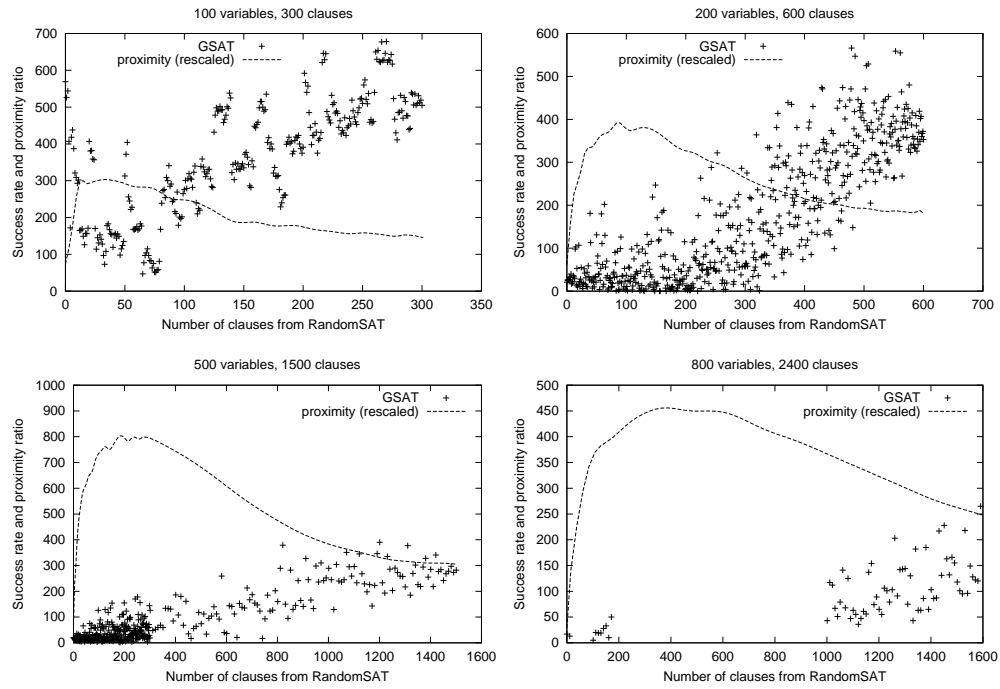 100 variables, 300 clauses
GSAT
proximity (rescaled)
Success rate and proximity ratio
700
600
500
400
300
200
100
0
0 50 100 150 200 250 300 350
Number of clauses from RandomSAT
200 variables, 600 clauses
GSAT
proximity (rescaled)
Success rate and proximity ratio
600
500
400
300
200
100
0
0 100 200 300 400 500 600 700
Number of clauses from RandomSAT
500 variables, 1500 clauses
GSAT
proximity (rescaled)
Success rate and proximity ratio
1000
900
800
700
600
500
400
300
200
100
0
0 200 400 600 800 1000 1200 1400 1600
Number of clauses from RandomSAT
800 variables, 2400 clauses
GSAT
proximity (rescaled)
Success rate and proximity ratio
500
450
400
350
300
250
200
150
100
50
0
0 200 400 600 800 1000 1200 1400 1600
Number of clauses from RandomSAT